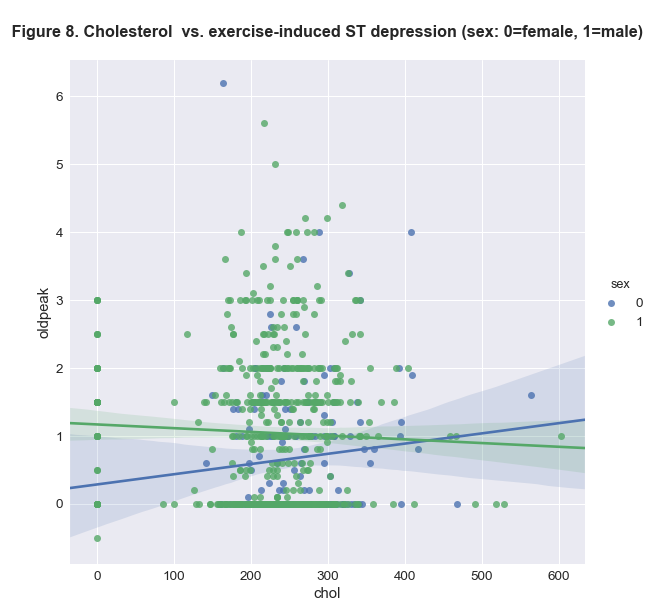 Figure 8. Cholesterol  vs. exercise-induced ST depression (sex: 0=female, 1=male)
6
5
4
3
2
1
0
oldpeak
0 100 200 300 400 500 600
chol
sex
0
1